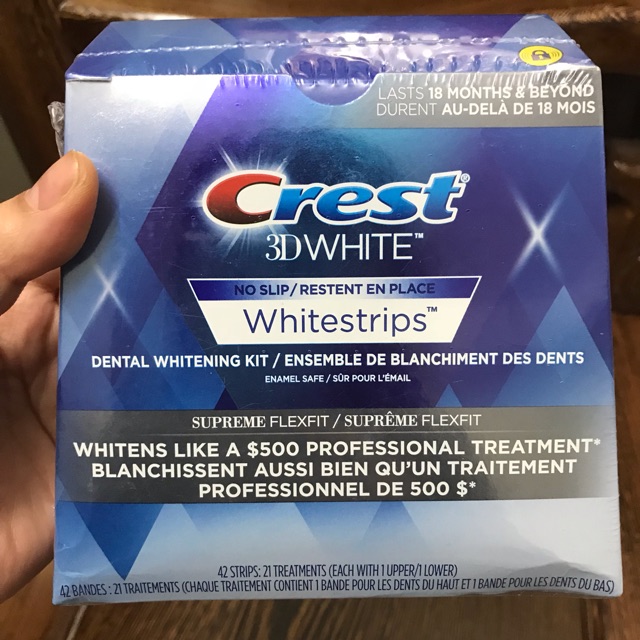 LASTS 18 MONTHS & BEYOND
DURENT AU-DELÀ DE 18 MOIS
Crest®
3DWHITE™
NO SLIP/RESTENT EN PLACE
Whitestrips™
DENTAL WHITENING KIT / ENSEMBLE DE BLANCHIMENT DES DENTS
ENAMEL SAFE / SÛR POUR L'ÉMAIL
SUPREME FLEXFIT / SUPRÊME FLEXFIT
WHITENS LIKE A $500 PROFESSIONAL TREATMENT*
BLANCHISSENT AUSSI BIEN QU'UN TRAITEMENT
PROFESSIONNEL DE 500 $*
42 STRIPS: 21 TREATMENTS (EACH WITH 1 UPPER/1 LOWER)
42 BANDES : 21 TRAITEMENTS (CHAQUE TRAITEMENT CONTIENT 1 BANDE POUR LES DENTS DU HAUT ET 1 BANDE POUR LES DENTS DU BAS)